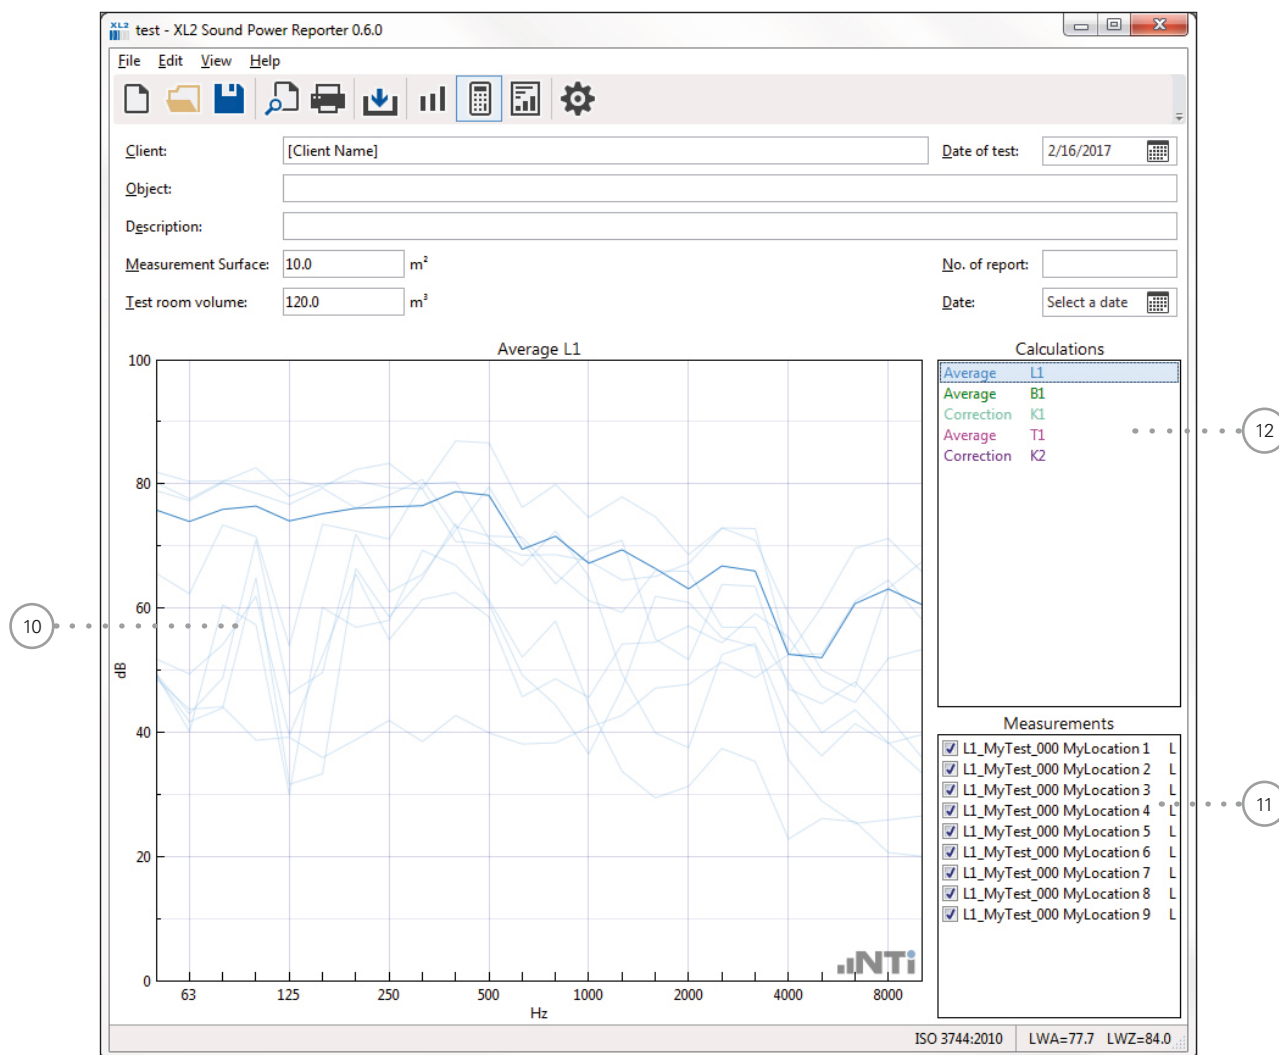 XL2
test - XL2 Sound Power Reporter 0.6.0
File Edit View Help
Client: [Client Name] Date of test: 2/16/2017
Object:
Description:
Measurement Surface: 10.0 m² No. of report:
Test room volume: 120.0 m³ Date: Select a date
Average L1
100
80
60
40
20
0
dB
63 125 250 500 1000 2000 4000 8000
Hz
NTi
10
Calculations
Average L1
Average B1
Correction K1
Average T1
Correction K2
12
Measurements
L1_MyTest_000 MyLocation 1 L
L1_MyTest_000 MyLocation 2 L
L1_MyTest_000 MyLocation 3 L
L1_MyTest_000 MyLocation 4 L
L1_MyTest_000 MyLocation 5 L
L1_MyTest_000 MyLocation 6 L
L1_MyTest_000 MyLocation 7 L
L1_MyTest_000 MyLocation 8 L
L1_MyTest_000 MyLocation 9 L
11
ISO 3744:2010 LWA=77.7 LWZ=84.0